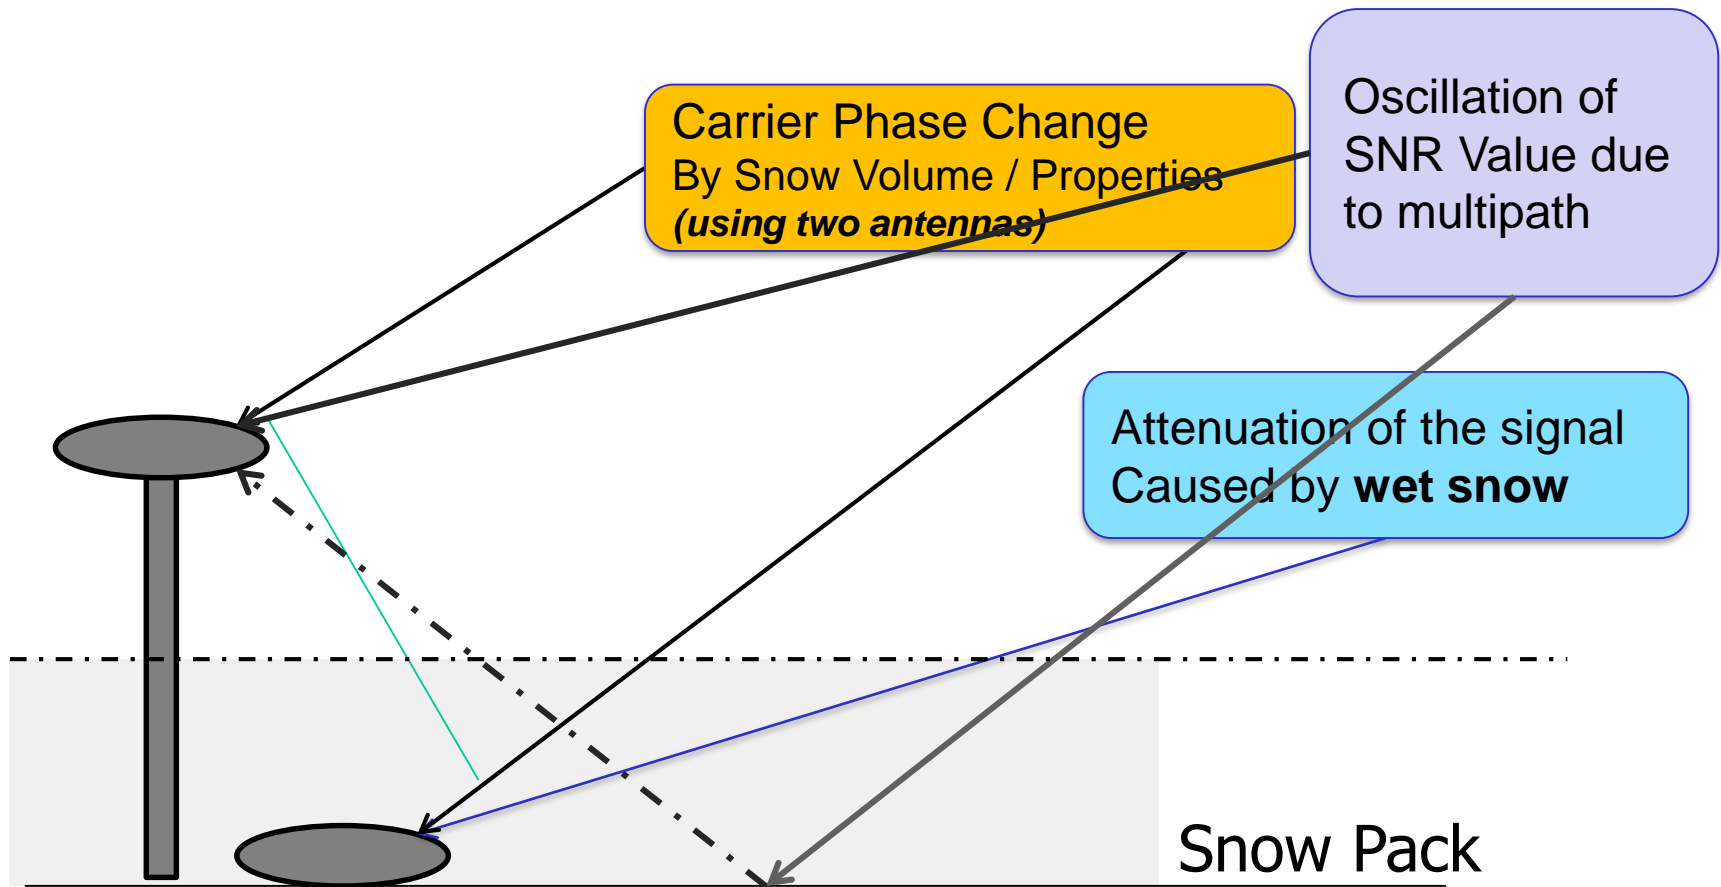 Carrier Phase Change
By Snow Volume / Properties
(using two antennas)
Oscillation of
SNR Value due
to multipath
Attenuation of the signal
Caused by wet snow
Snow Pack